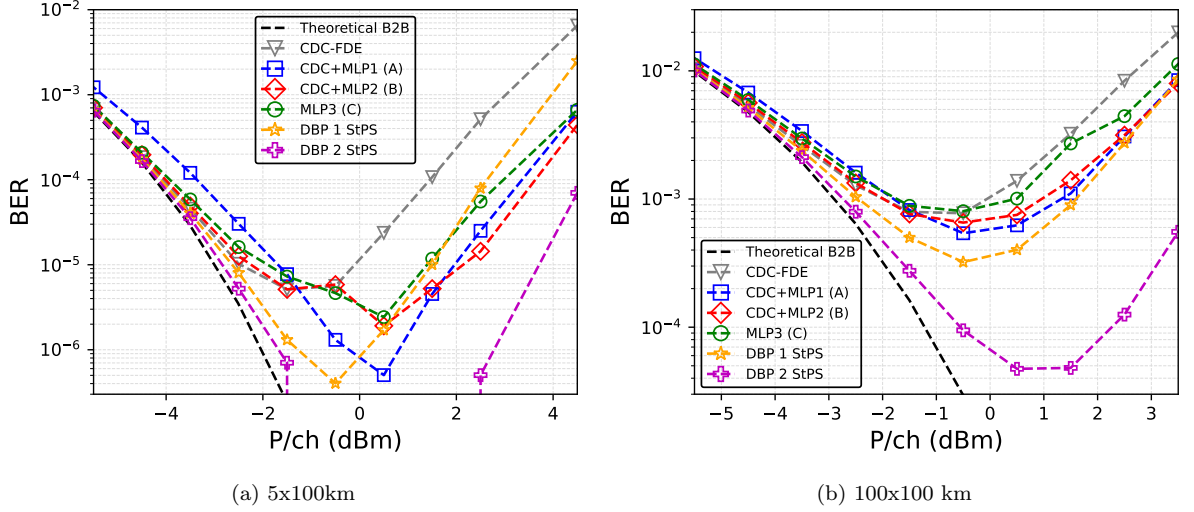 10⁻²
10⁻³
10⁻⁴
10⁻⁵
10⁻⁶
BER
Theoretical B2B
CDC-FDE
CDC+MLP1 (A)
CDC+MLP2 (B)
MLP3 (C)
DBP 1 StPS
DBP 2 StPS
−4 −2 0 2 4
P/ch (dBm)
(a) 5x100km
10⁻²
10⁻³
10⁻⁴
BER
Theoretical B2B
CDC-FDE
CDC+MLP1 (A)
CDC+MLP2 (B)
MLP3 (C)
DBP 1 StPS
DBP 2 StPS
−5 −4 −3 −2 −1 0 1 2 3
P/ch (dBm)
(b) 100x100 km